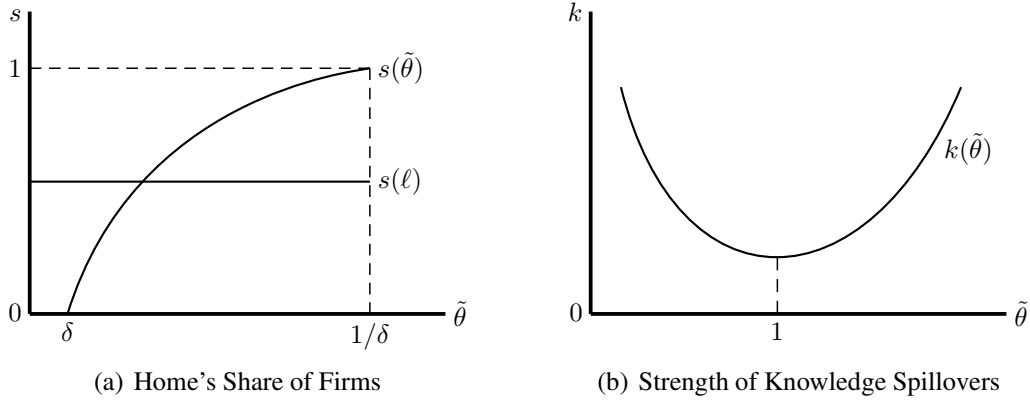 s
1
s(θ̃)
s(ℓ)
0
δ
1/δ
θ̃
(a) Home's Share of Firms
k
k(θ̃)
0
1
θ̃
(b) Strength of Knowledge Spillovers